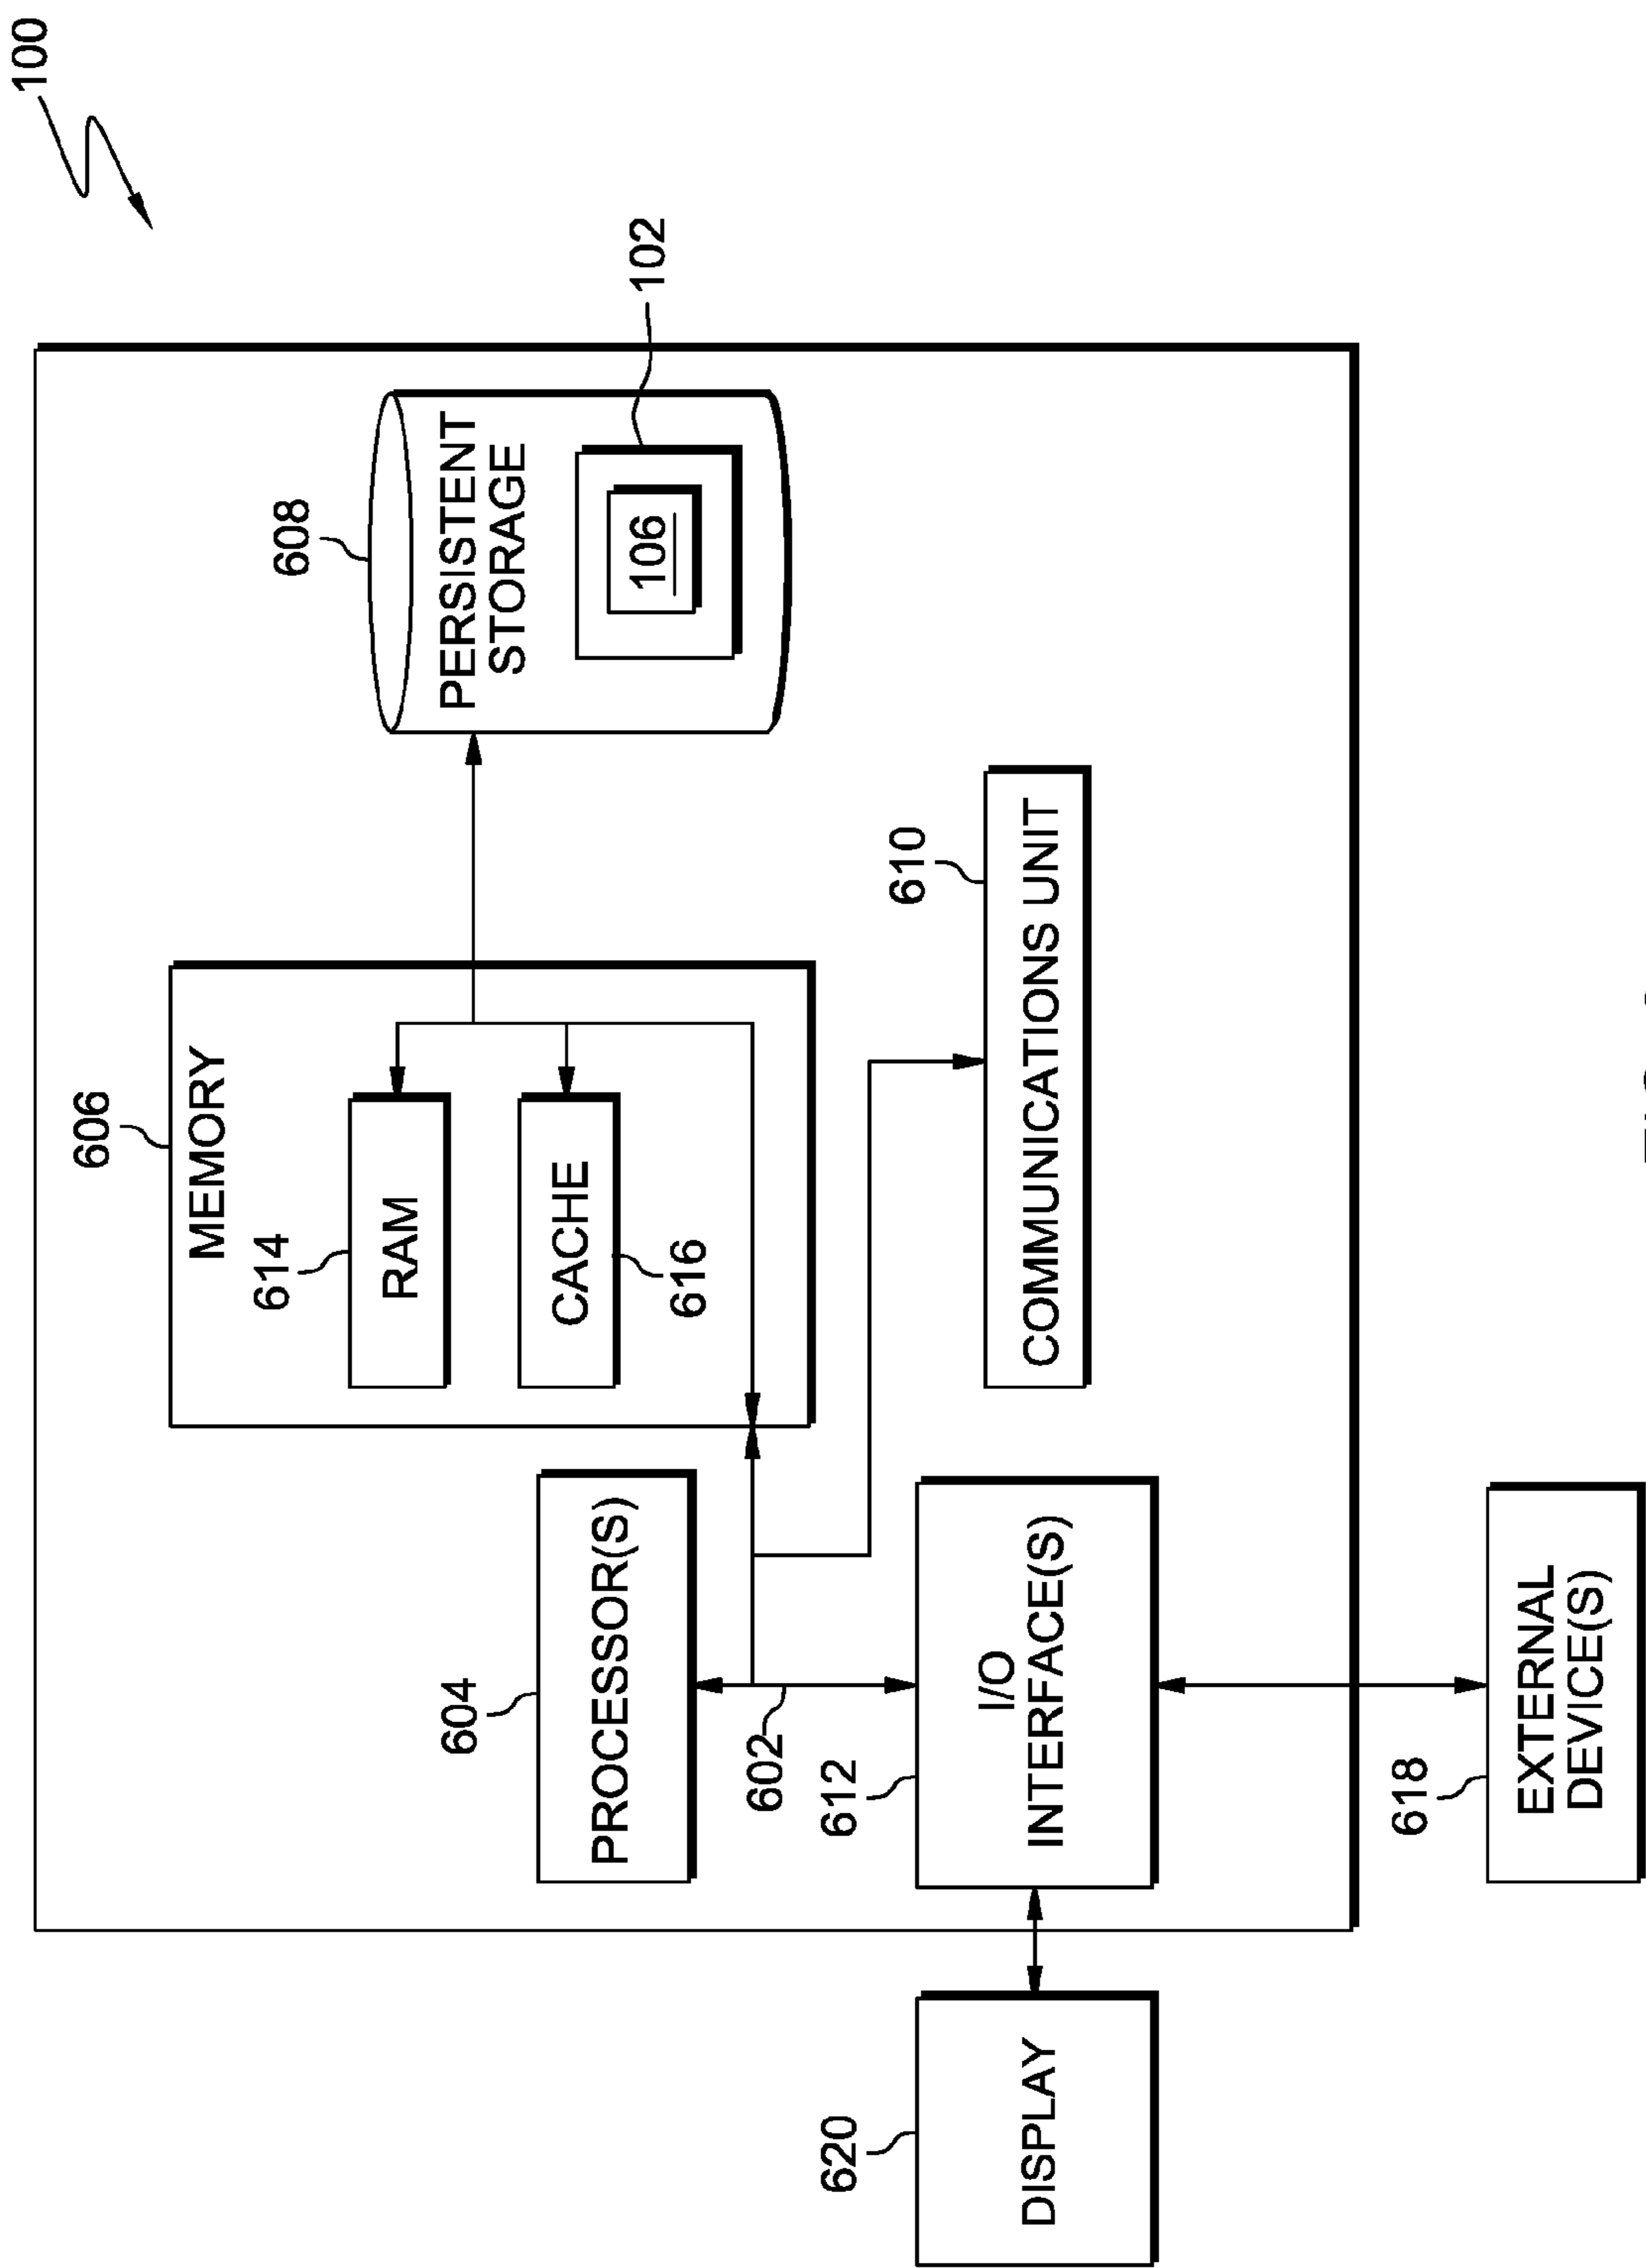 100
606
MEMORY
614
RAM
CACHE
616
608
PERSISTENT
STORAGE
106
102
604
PROCESSOR(S)
602
610
COMMUNICATIONS UNIT
620
DISPLAY
612
I/O
INTERFACE(S)
618
EXTERNAL
DEVICE(S)